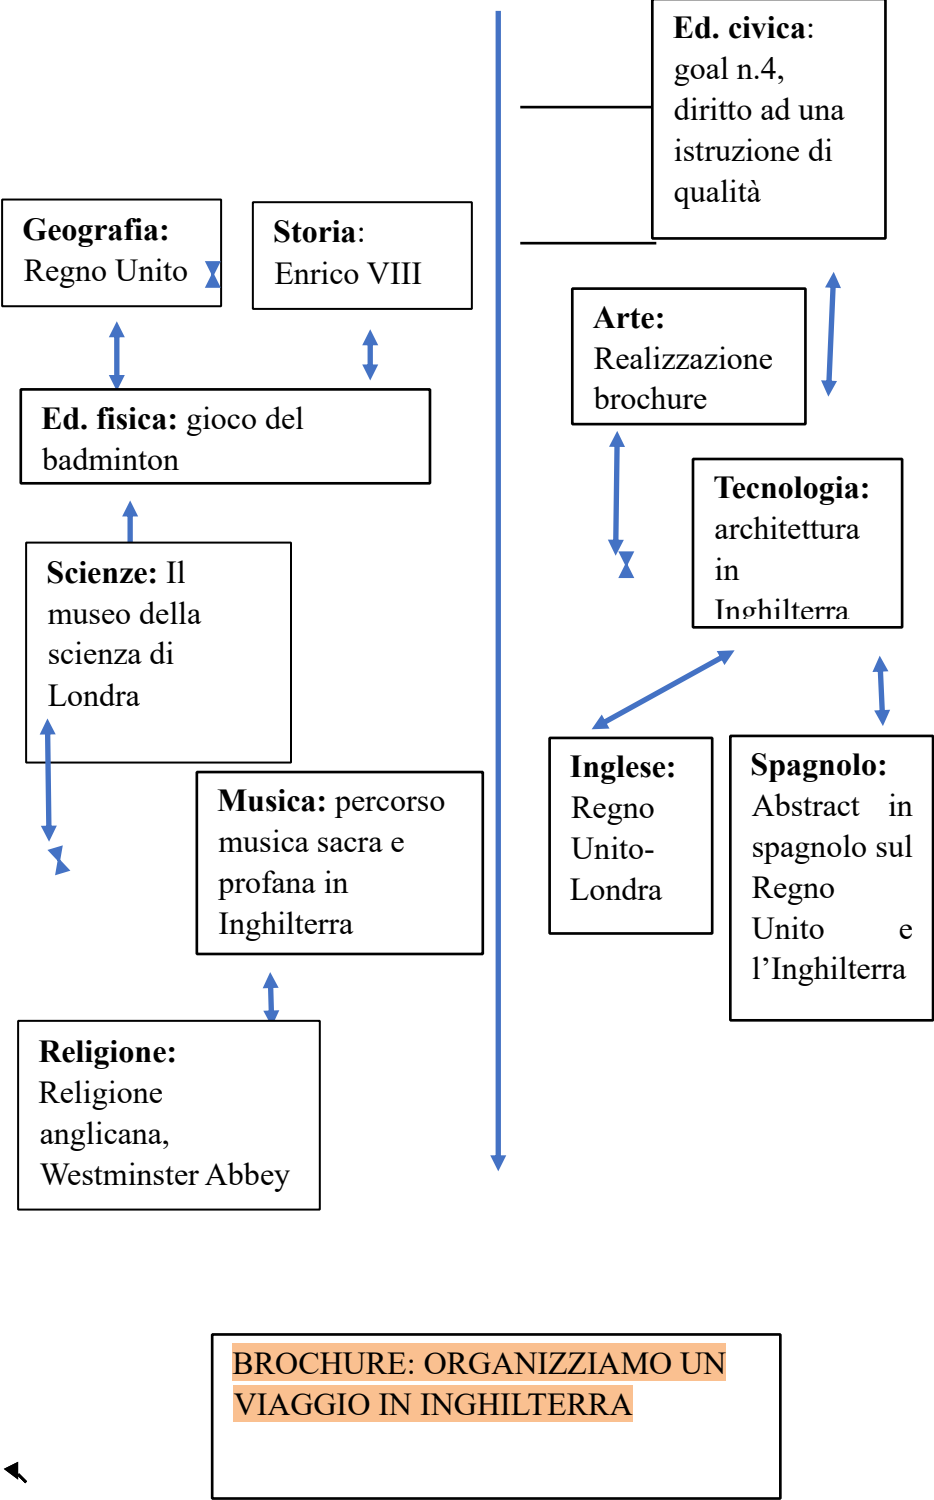 Ed. civica:
goal n.4,
diritto ad una
istruzione di
qualità
Geografia:
Regno Unito
Storia:
Enrico VIII
Arte:
Realizzazione
brochure
Ed. fisica: gioco del
badminton
Tecnologia:
architettura
in
Inghilterra
Scienze: Il
museo della
scienza di
Londra
Inglese:
Regno
Unito-
Londra
Spagnolo:
Abstract in
spagnolo sul
Regno
Unito e
l’Inghilterra
Musica: percorso
musica sacra e
profana in
Inghilterra
Religione:
Religione
anglicana,
Westminster Abbey
BROCHURE: ORGANIZZIAMO UN
VIAGGIO IN INGHILTERRA